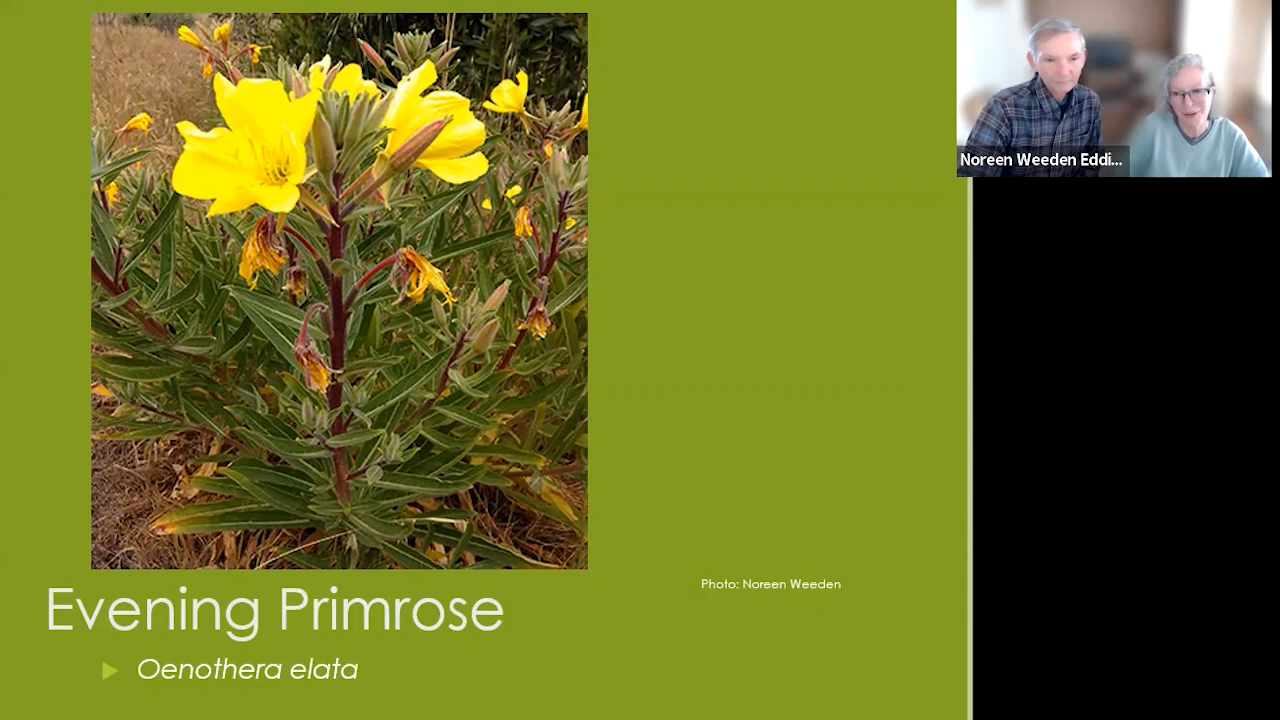 Noreen Weeden Eddi...
Photo: Noreen Weeden
Evening Primrose
Oenothera elata